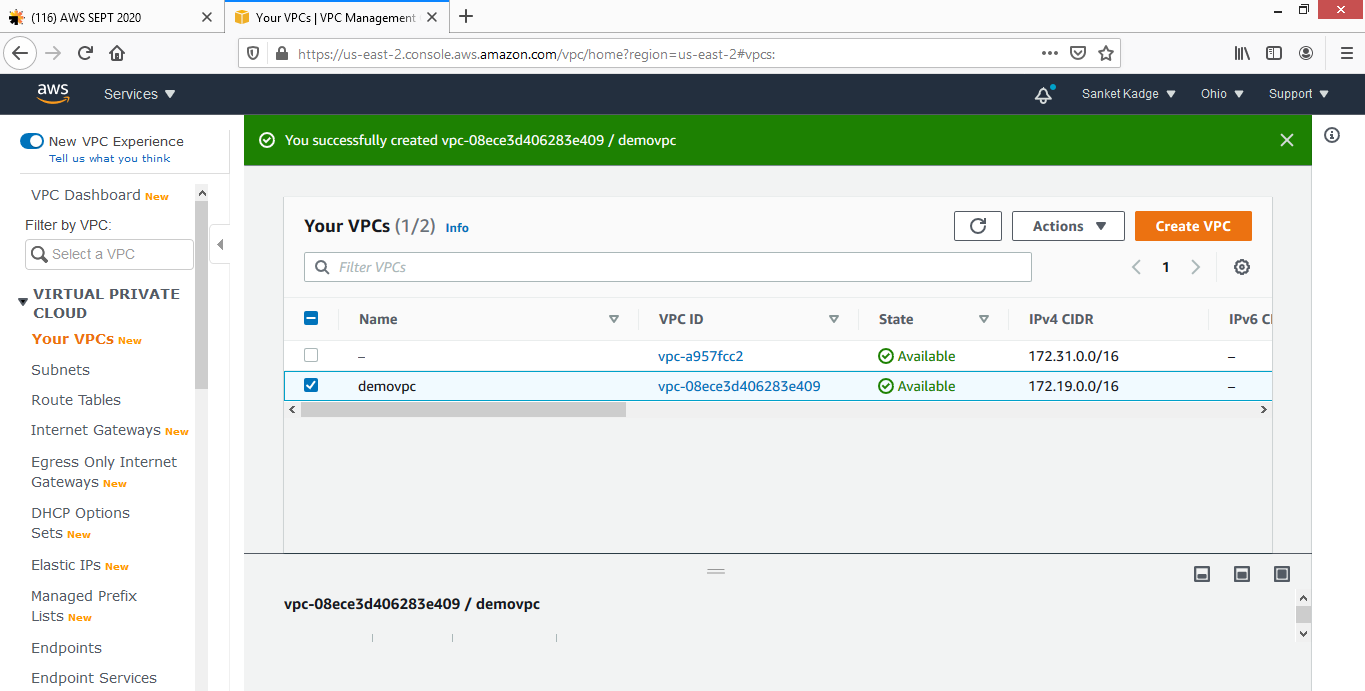 (116) AWS SEPT 2020
Your VPCs | VPC Management
https://us-east-2.console.aws.amazon.com/vpc/home?region=us-east-2#vpcs:
aws Services Sanket Kadge Ohio Support
New VPC Experience
Tell us what you think
VPC Dashboard New
Filter by VPC:
Select a VPC
VIRTUAL PRIVATE
CLOUD
Your VPCs New
Subnets
Route Tables
Internet Gateways New
Egress Only Internet
Gateways New
DHCP Options
Sets New
Elastic IPs New
Managed Prefix
Lists New
Endpoints
Endpoint Services
You successfully created vpc-08ece3d406283e409 / demovpc
Your VPCs (1/2) Info
Actions
Create VPC
Filter VPCs
1
Name VPC ID State IPv4 CIDR IPv6 CI
– vpc-a957fcc2 Available 172.31.0.0/16 –
demovpc vpc-08ece3d406283e409 Available 172.19.0.0/16 –
vpc-08ece3d406283e409 / demovpc